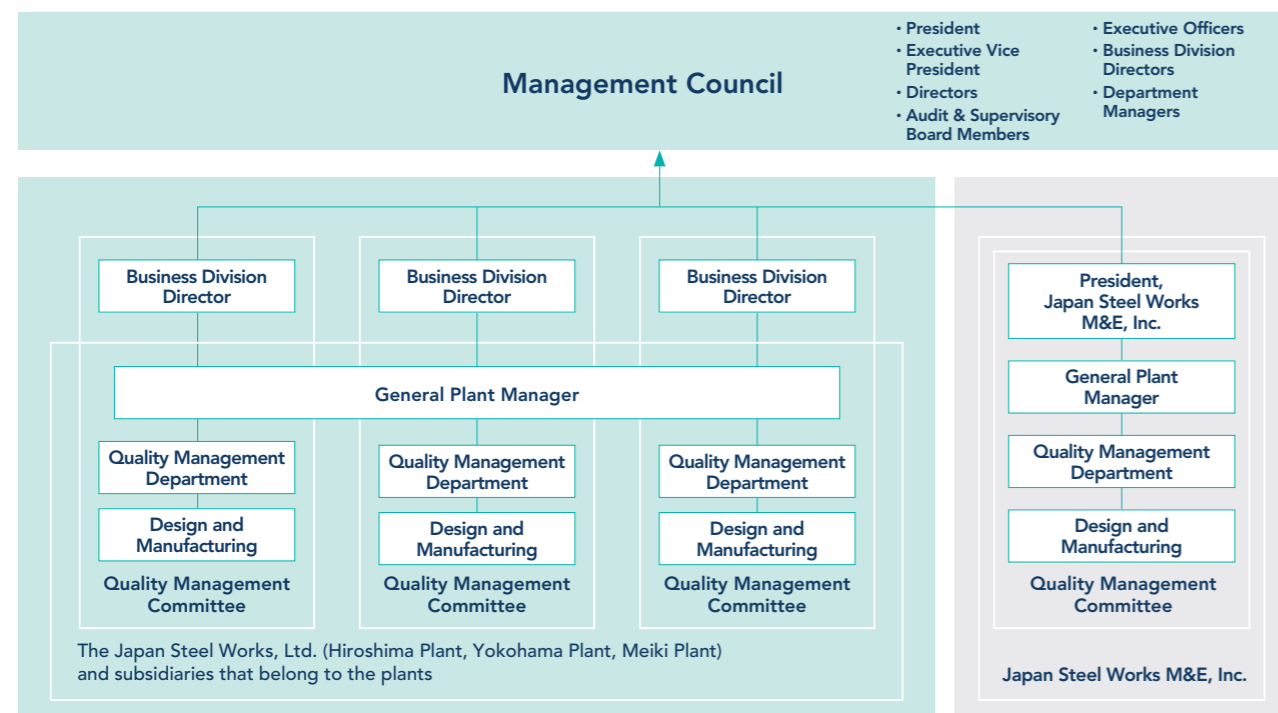 Management Council
· President
· Executive Vice
President
· Directors
· Audit & Supervisory
Board Members
· Executive Officers
· Business Division
Directors
· Department
Managers
Business Division
Director
Business Division
Director
Business Division
Director
General Plant Manager
Quality Management
Department
Quality Management
Department
Quality Management
Department
Design and
Manufacturing
Design and
Manufacturing
Design and
Manufacturing
Quality Management
Committee
Quality Management
Committee
Quality Management
Committee
The Japan Steel Works, Ltd. (Hiroshima Plant, Yokohama Plant, Meiki Plant)
and subsidiaries that belong to the plants
President,
Japan Steel Works
M&E, Inc.
General Plant
Manager
Quality Management
Department
Design and
Manufacturing
Quality Management
Committee
Japan Steel Works M&E, Inc.